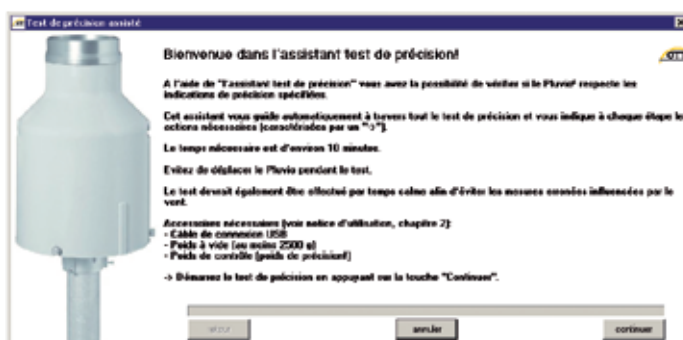 Test de précision assisté
Bienvenue dans l'assistant test de précision!
OTT
A l'aide de "l'assistant test de précision" vous avez la possibilité de vérifier si le Pluvio² respecte les
indications de précision spécifiées.
Cet assistant vous guide automatiquement à travers tout le test de précision et vous indique à chaque étape les
actions nécessaires (caractérisées par un "->").
Le temps nécessaire est d'environ 10 minutes.
Evitez de déplacer le Pluvio pendant le test.
Le test devrait également être effectué par temps calme afin d'éviter les mesures erronées influencées par le
vent.
Accessoires nécessaires (voir notice d'utilisation, chapitre 2):
- Câble de connexion USB
- Poids à vide (au moins 2500 g)
- Poids de contrôle (poids de précision!)
-> Démarrez le test de précision en appuyant sur la touche "Continuer".
retour
annuler
continuer